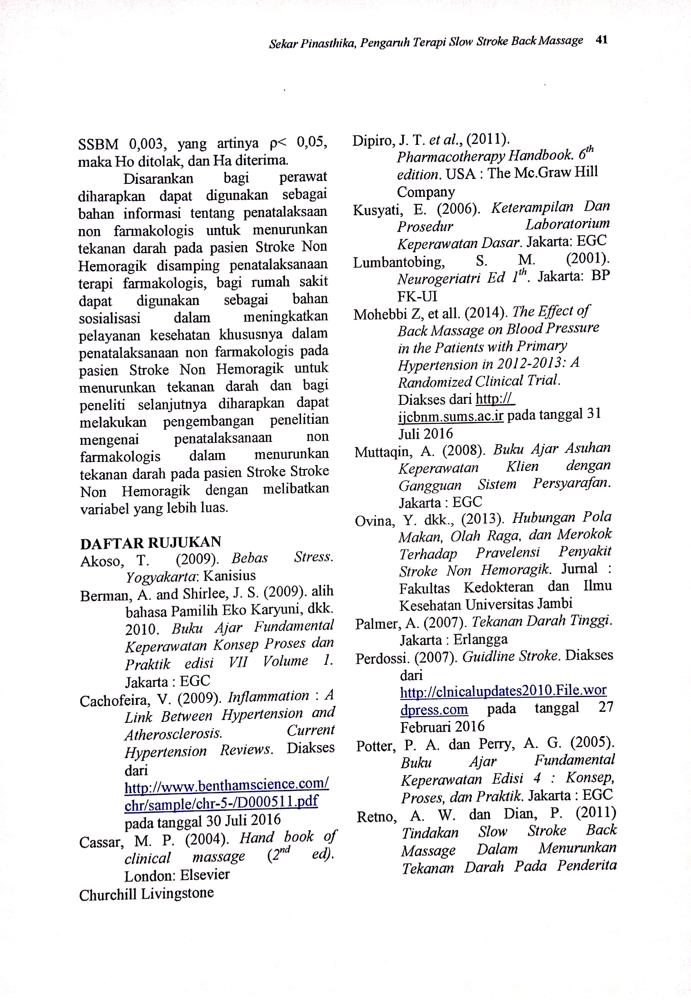 Sekar Pinasthika, Pengaruh Terapi Slow Stroke Back Massage 41
SSBM 0,003, yang artinya ρ< 0,05,
maka Ho ditolak, dan Ha diterima.
Disarankan bagi perawat
diharapkan dapat digunakan sebagai
bahan informasi tentang penatalaksaan
non farmakologis untuk menurunkan
tekanan darah pada pasien Stroke Non
Hemoragik disamping penatalaksanaan
terapi farmakologis, bagi rumah sakit
dapat digunakan sebagai bahan
sosialisasi dalam meningkatkan
pelayanan kesehatan khususnya dalam
penatalaksanaan non farmakologis pada
pasien Stroke Non Hemoragik untuk
menurunkan tekanan darah dan bagi
peneliti selanjutnya diharapkan dapat
melakukan pengembangan penelitian
mengenai penatalaksanaan non
farmakologis dalam menurunkan
tekanan darah pada pasien Stroke Stroke
Non Hemoragik dengan melibatkan
variabel yang lebih luas.
DAFTAR RUJUKAN
Akoso, T. (2009). Bebas Stress.
Yogyakarta: Kanisius
Berman, A. and Shirlee, J. S. (2009). alih
bahasa Pamilih Eko Karyuni, dkk.
2010. Buku Ajar Fundamental
Keperawatan Konsep Proses dan
Praktik edisi VII Volume 1.
Jakarta : EGC
Cachofeira, V. (2009). Inflammation : A
Link Between Hypertension and
Atherosclerosis. Current
Hypertension Reviews. Diakses
dari
http://www.benthamscience.com/
chr/sample/chr-5-/D000511.pdf
pada tanggal 30 Juli 2016
Cassar, M. P. (2004). Hand book of
clinical massage (2nd ed).
London: Elsevier
Churchill Livingstone
Dipiro, J. T. et al., (2011).
Pharmacotherapy Handbook. 6th
edition. USA : The Mc.Graw Hill
Company
Kusyati, E. (2006). Keterampilan Dan
Prosedur Laboratorium
Keperawatan Dasar. Jakarta: EGC
Lumbantobing, S. M. (2001).
Neurogeriatri Ed 1th. Jakarta: BP
FK-UI
Mohebbi Z, et all. (2014). The Effect of
Back Massage on Blood Pressure
in the Patients with Primary
Hypertension in 2012-2013: A
Randomized Clinical Trial.
Diakses dari http://
ijcbnm.sums.ac.ir pada tanggal 31
Juli 2016
Muttaqin, A. (2008). Buku Ajar Asuhan
Keperawatan Klien dengan
Gangguan Sistem Persyarafan.
Jakarta : EGC
Ovina, Y. dkk., (2013). Hubungan Pola
Makan, Olah Raga, dan Merokok
Terhadap Pravelensi Penyakit
Stroke Non Hemoragik. Jurnal :
Fakultas Kedokteran dan Ilmu
Kesehatan Universitas Jambi
Palmer, A. (2007). Tekanan Darah Tinggi.
Jakarta : Erlangga
Perdossi. (2007). Guidline Stroke. Diakses
dari
http://clnicalupdates2010.File.wor
dpress.com pada tanggal 27
Februari 2016
Potter, P. A. dan Perry, A. G. (2005).
Buku Ajar Fundamental
Keperawatan Edisi 4 : Konsep,
Proses, dan Praktik. Jakarta : EGC
Retno, A. W. dan Dian, P. (2011)
Tindakan Slow Stroke Back
Massage Dalam Menurunkan
Tekanan Darah Pada Penderita